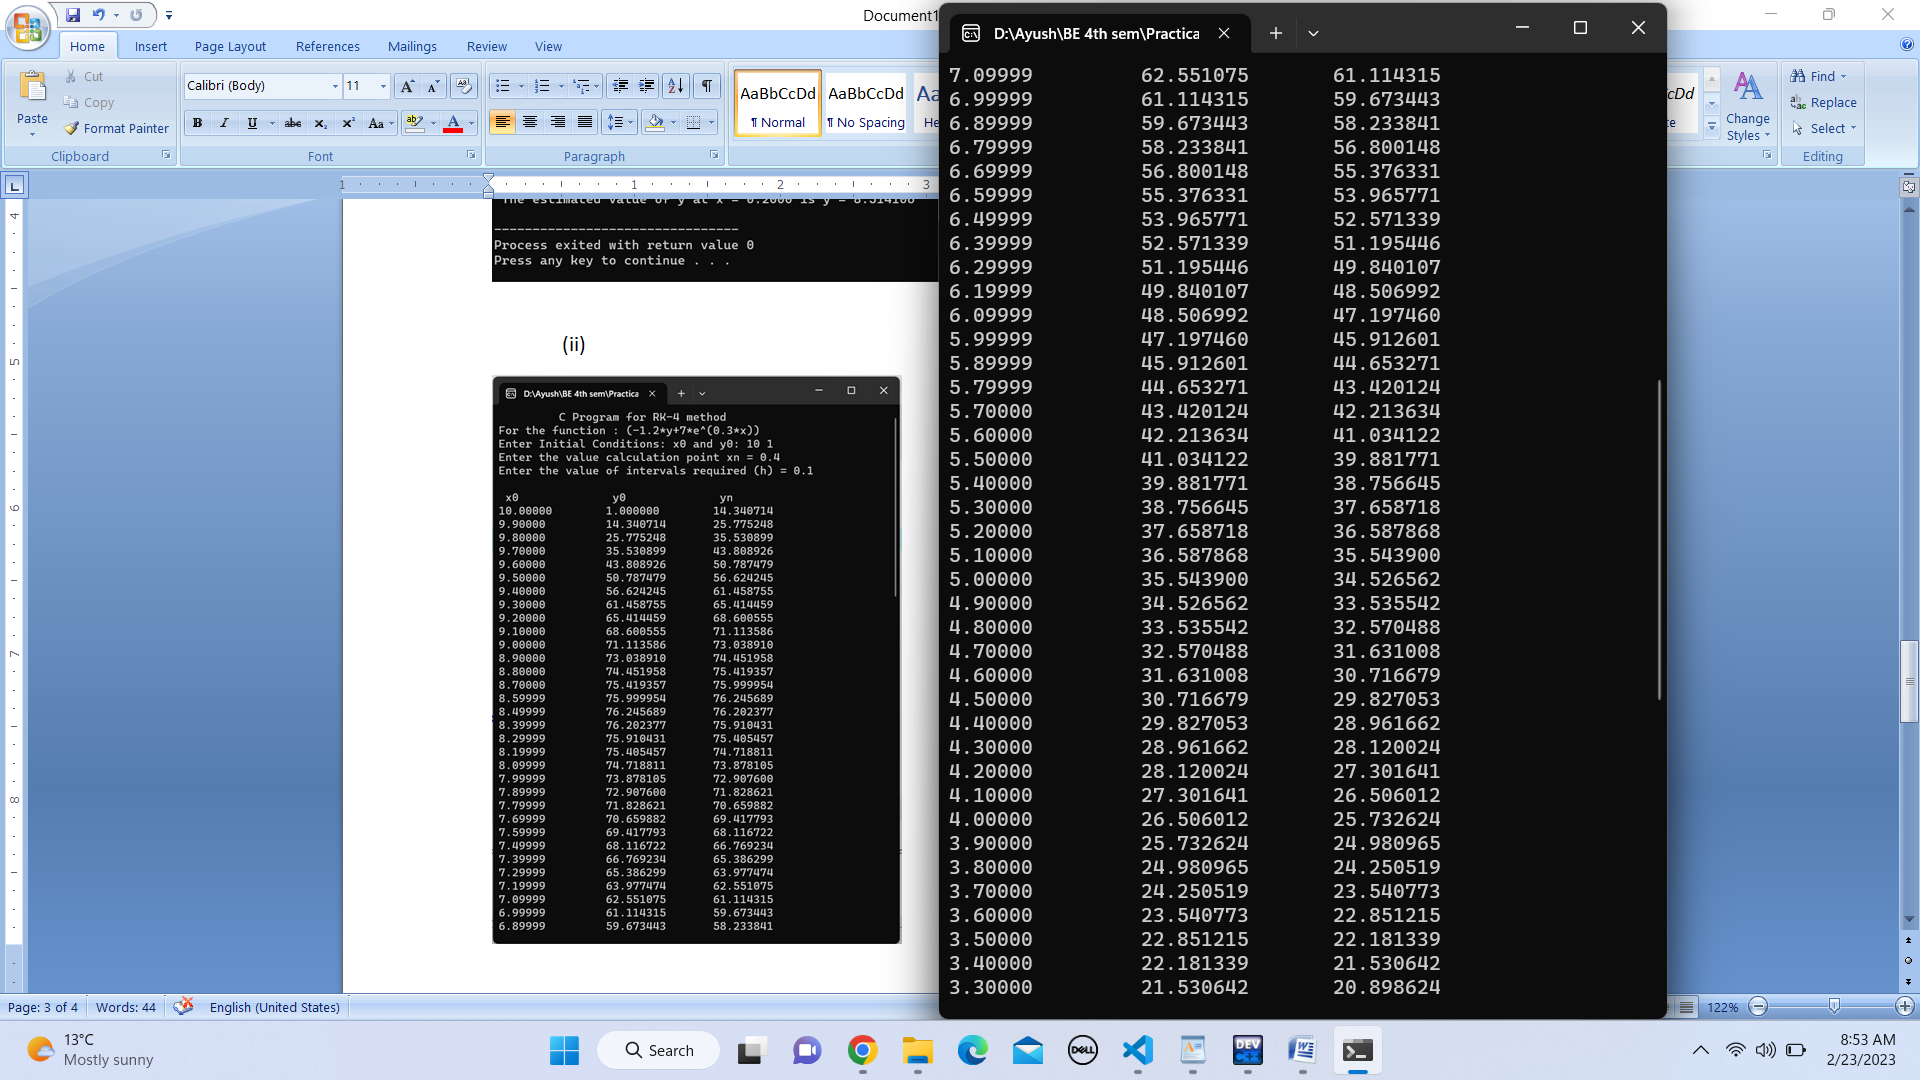 Document1
Home Insert Page Layout References Mailings Review View
Paste
Cut
Copy
Format Painter
Clipboard
Calibri (Body) 11
Font
Paragraph
AaBbCcDd AaBbCcDd
¶ Normal ¶ No Spacing
Change
Styles
Find
Replace
Select
Editing
1 1 2 3
Process exited with return value 0
Press any key to continue . . .
(ii)
D:\Ayush\BE 4th sem\Practica
C Program for RK-4 method
For the function : (-1.2*y+7*e^(0.3*x))
Enter Initial Conditions: x0 and y0: 10 1
Enter the value calculation point xn = 0.4
Enter the value of intervals required (h) = 0.1
x0 y0 yn
10.00000 1.000000 14.340714
9.90000 14.340714 25.775248
9.80000 25.775248 35.530899
9.70000 35.530899 43.808926
9.60000 43.808926 50.787479
9.50000 50.787479 56.624245
9.40000 56.624245 61.458755
9.30000 61.458755 65.414459
9.20000 65.414459 68.600555
9.10000 68.600555 71.113586
9.00000 71.113586 73.038910
8.90000 73.038910 74.451958
8.80000 74.451958 75.419357
8.70000 75.419357 75.999954
8.59999 75.999954 76.245689
8.49999 76.245689 76.202377
8.39999 76.202377 75.910431
8.29999 75.910431 75.405457
8.19999 75.405457 74.718811
8.09999 74.718811 73.878105
7.99999 73.878105 72.907600
7.89999 72.907600 71.828621
7.79999 71.828621 70.659882
7.69999 70.659882 69.417793
7.59999 69.417793 68.116722
7.49999 68.116722 66.769234
7.39999 66.769234 65.386299
7.29999 65.386299 63.977474
7.19999 63.977474 62.551075
7.09999 62.551075 61.114315
6.99999 61.114315 59.673443
6.89999 59.673443 58.233841
D:\Ayush\BE 4th sem\Practica
7.09999 62.551075 61.114315
6.99999 61.114315 59.673443
6.89999 59.673443 58.233841
6.79999 58.233841 56.800148
6.69999 56.800148 55.376331
6.59999 55.376331 53.965771
6.49999 53.965771 52.571339
6.39999 52.571339 51.195446
6.29999 51.195446 49.840107
6.19999 49.840107 48.506992
6.09999 48.506992 47.197460
5.99999 47.197460 45.912601
5.89999 45.912601 44.653271
5.79999 44.653271 43.420124
5.70000 43.420124 42.213634
5.60000 42.213634 41.034122
5.50000 41.034122 39.881771
5.40000 39.881771 38.756645
5.30000 38.756645 37.658718
5.20000 37.658718 36.587868
5.10000 36.587868 35.543900
5.00000 35.543900 34.526562
4.90000 34.526562 33.535542
4.80000 33.535542 32.570488
4.70000 32.570488 31.631008
4.60000 31.631008 30.716679
4.50000 30.716679 29.827053
4.40000 29.827053 28.961662
4.30000 28.961662 28.120024
4.20000 28.120024 27.301641
4.10000 27.301641 26.506012
4.00000 26.506012 25.732624
3.90000 25.732624 24.980965
3.80000 24.980965 24.250519
3.70000 24.250519 23.540773
3.60000 23.540773 22.851215
3.50000 22.851215 22.181339
3.40000 22.181339 21.530642
3.30000 21.530642 20.898624
Page: 3 of 4 Words: 44 English (United States) 122%
13°C
Mostly sunny
Search
DELL
DEV
C++
8:53 AM
2/23/2023